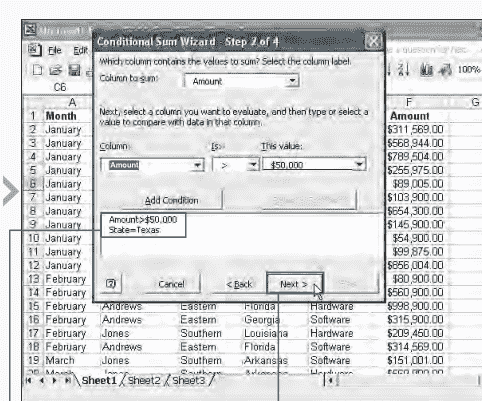 File Edit
100%
C6
Conditional Sum Wizard - Step 2 of 4
Which column contains the values to sum? Select the column label.
Column to sum: Amount
Next, select a column you want to evaluate, and then type or select a
value to compare with data in that column.
Column: Is: This value:
Amount > $50,000
Add Condition
Amount>$50,000
State=Texas
Cancel < Back Next >
A F G
1 Month Amount
2 January $311,569.00
3 January $568,944.00
4 January $789,504.00
5 January $255,975.00
6 January $89,005.00
7 January $103,900.00
8 January $654,300.00
9 January $145,900.00
10 January $54,900.00
11 January $99,875.00
12 January $856,004.00
13 February $80,900.00
14 February $560,900.00
15 February Andrews Eastern Florida Hardware $998,900.00
16 February Andrews Eastern Georgia Software $315,900.00
17 February Jones Southern Louisiana Hardware $209,450.00
18 February Andrews Eastern Florida Software $314,569.00
19 March Jones Southern Arkansas Software $151,001.00
Sheet1 Sheet2 Sheet3